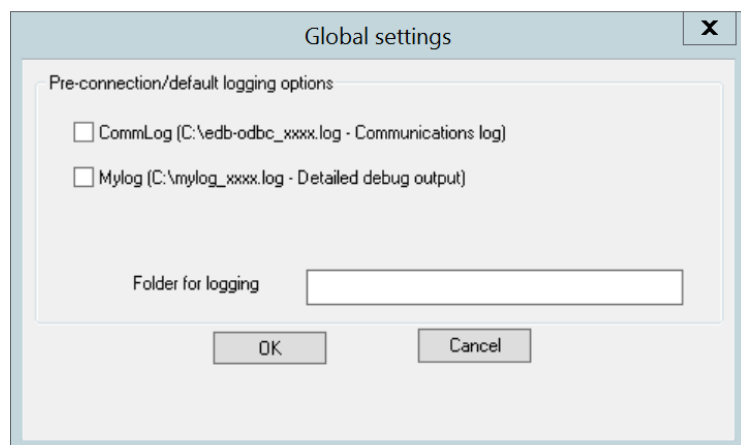 Global settings
X
Pre-connection/default logging options
CommLog (C:\edb-odbc_xxxx.log - Communications log)
Mylog (C:\mylog_xxxx.log - Detailed debug output)
Folder for logging
OK
Cancel